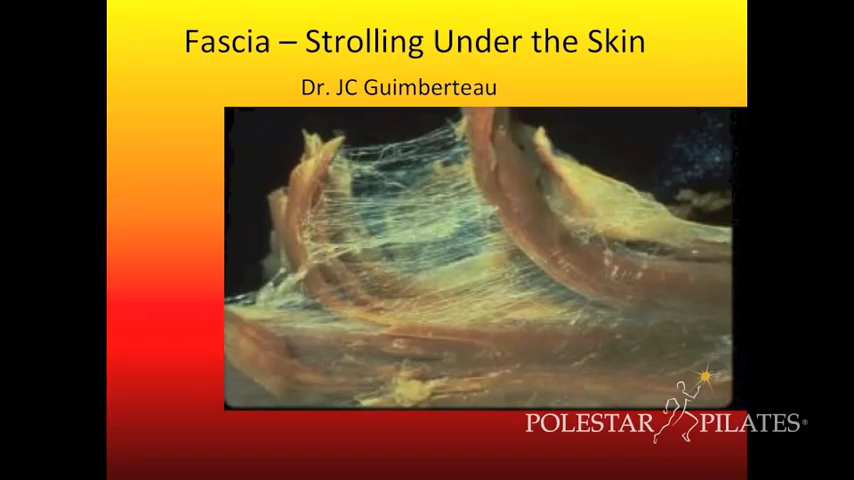 Fascia – Strolling Under the Skin
Dr. JC Guimberteau
POLESTAR PILATES®